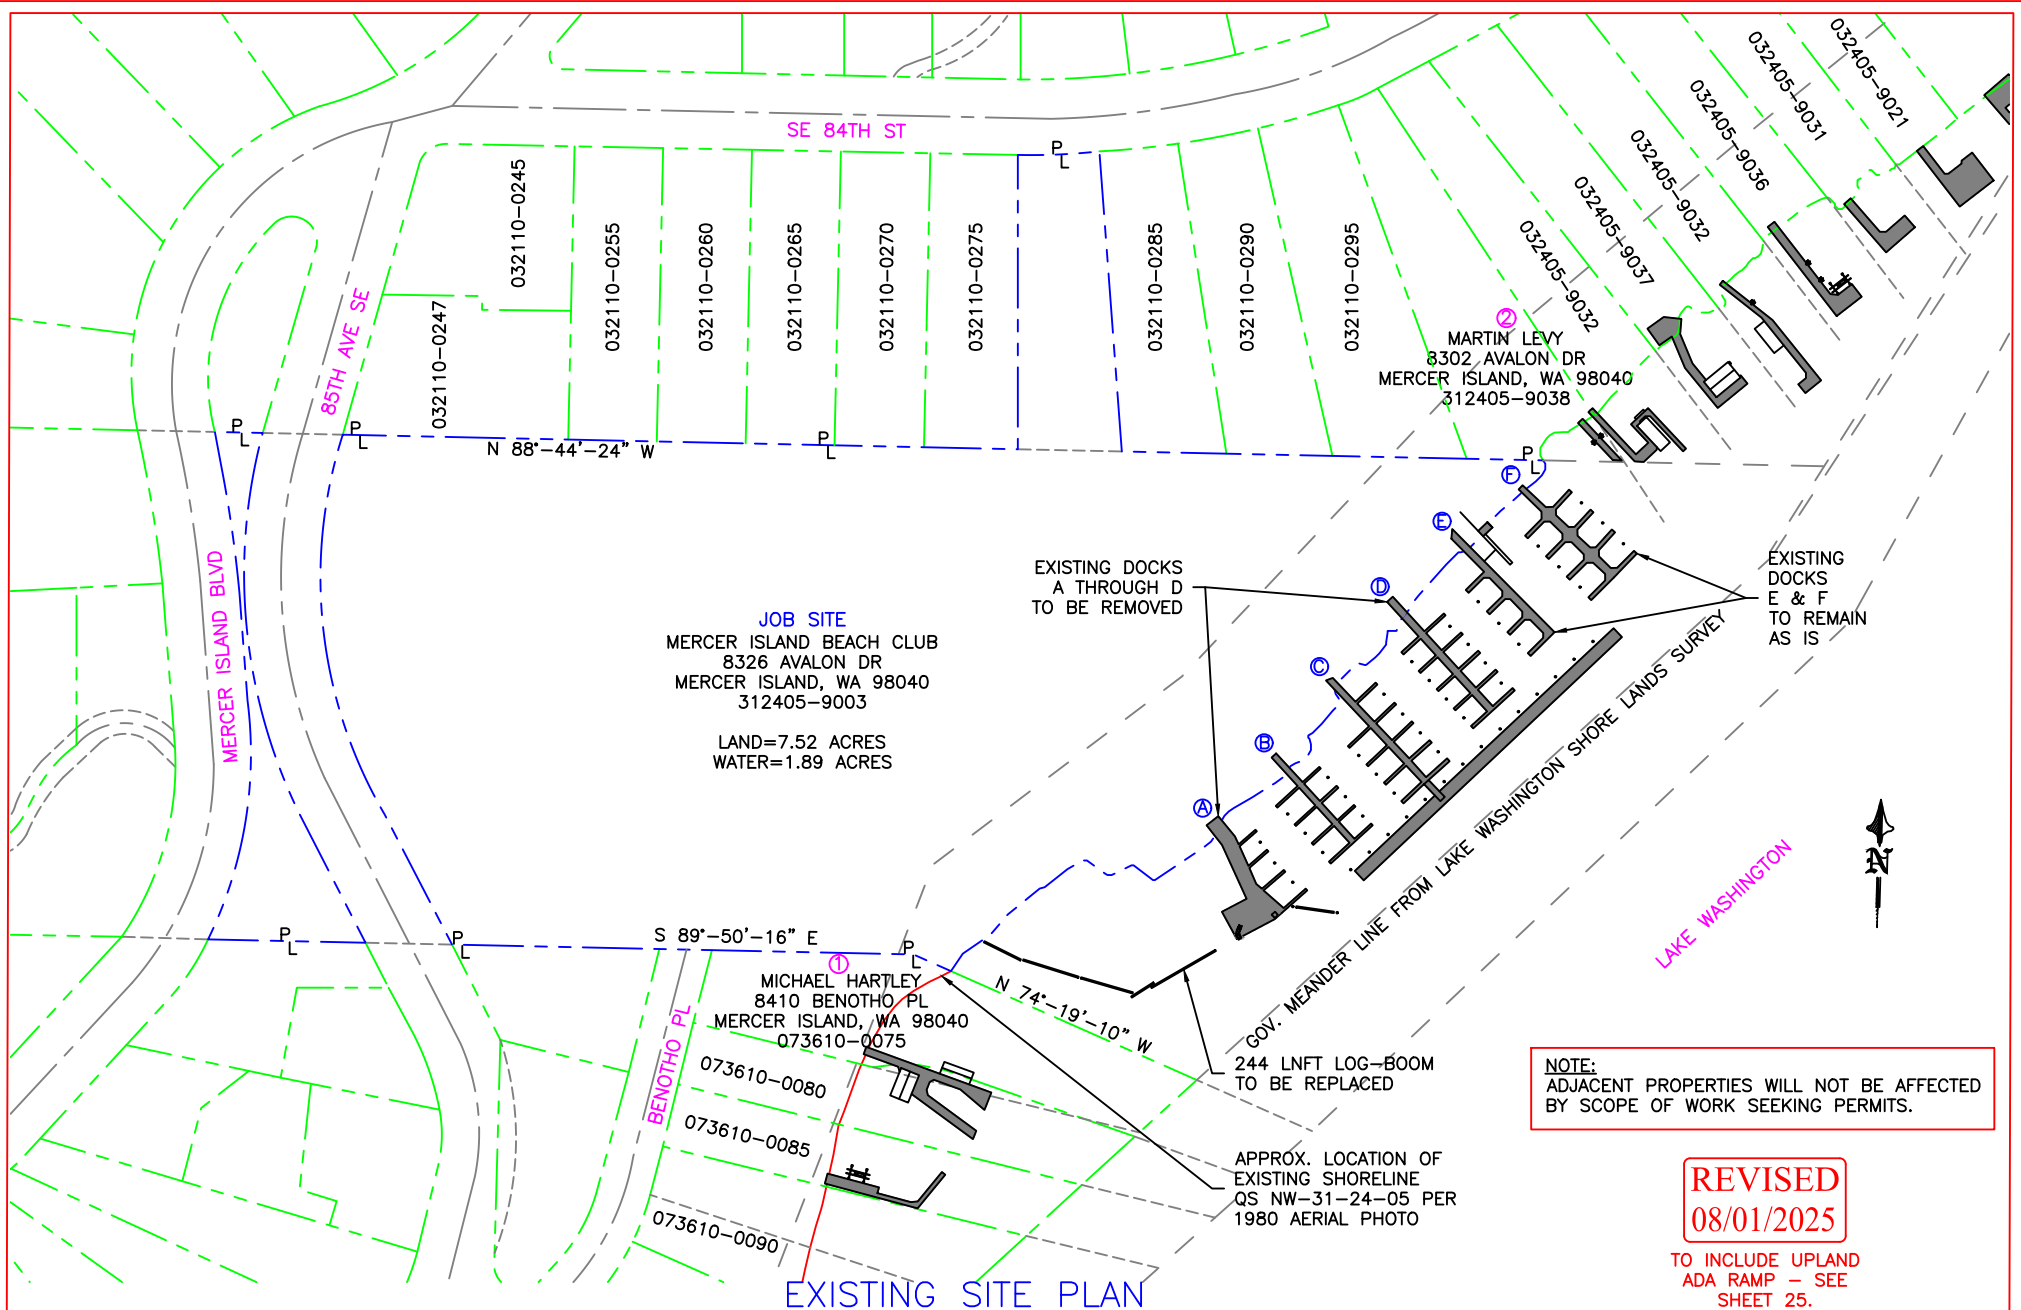 SE 84TH ST
85TH AVE SE
MERCER ISLAND BLVD
BENOTHO PL
032110-0245
032110-0247
032110-0255
032110-0260
032110-0265
032110-0270
032110-0275
032110-0285
032110-0290
032110-0295
032405-9032
032405-9037
032405-9032
032405-9036
032405-9031
032405-9021
P
L
P
L
P
L
P
L
P
L
P
L
P
L
P
L
N 88°-44'-24" W
2
MARTIN LEVY
8302 AVALON DR
MERCER ISLAND, WA 98040
312405-9038
JOB SITE
MERCER ISLAND BEACH CLUB
8326 AVALON DR
MERCER ISLAND, WA 98040
312405-9003
LAND=7.52 ACRES
WATER=1.89 ACRES
EXISTING DOCKS
A THROUGH D
TO BE REMOVED
EXISTING
DOCKS
E & F
TO REMAIN
AS IS
F
E
D
C
B
A
GOV. MEANDER LINE FROM LAKE WASHINGTON SHORE LANDS SURVEY
LAKE WASHINGTON
N
S 89°-50'-16" E
1
MICHAEL HARTLEY
8410 BENOTHO PL
MERCER ISLAND, WA 98040
073610-0075
073610-0080
073610-0085
073610-0090
N 74°-19'-10" W
244 LNFT LOG-BOOM
TO BE REPLACED
APPROX. LOCATION OF
EXISTING SHORELINE
QS NW-31-24-05 PER
1980 AERIAL PHOTO
NOTE:
ADJACENT PROPERTIES WILL NOT BE AFFECTED
BY SCOPE OF WORK SEEKING PERMITS.
REVISED
08/01/2025
TO INCLUDE UPLAND
ADA RAMP - SEE
SHEET 25.
EXISTING SITE PLAN